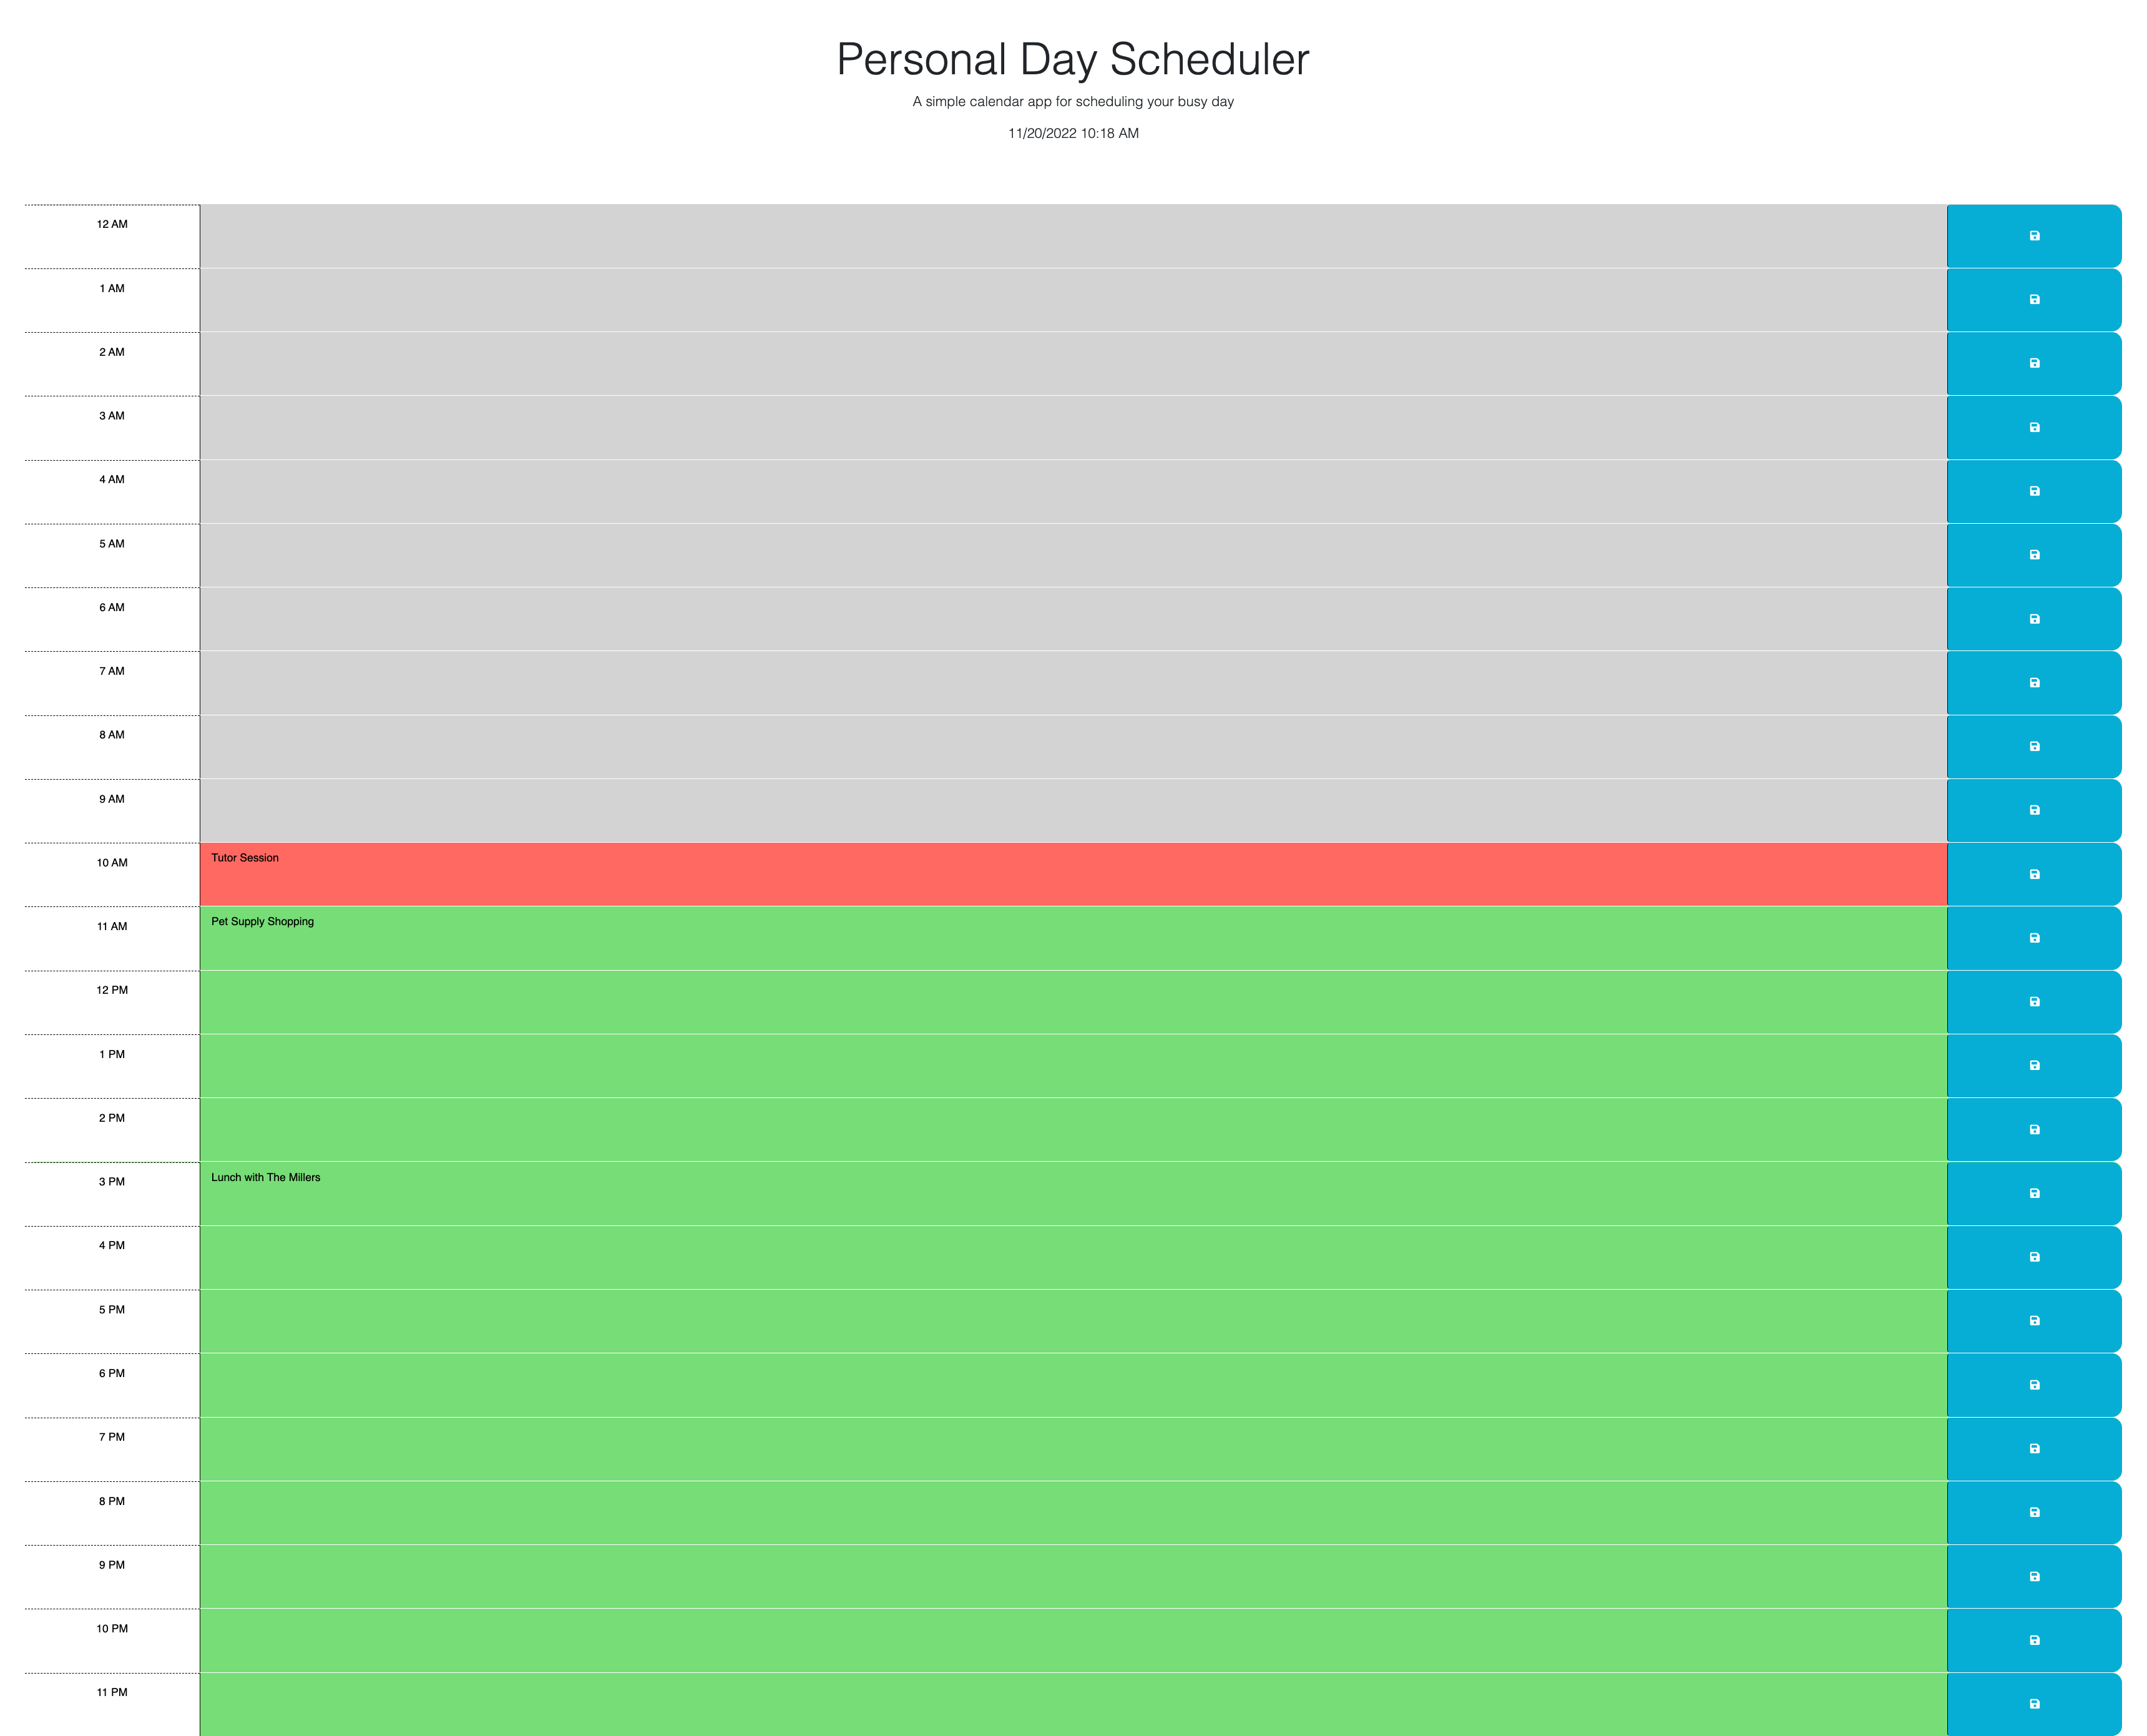 Personal Day Scheduler
A simple calendar app for scheduling your busy day
11/20/2022 10:18 AM
12 AM
1 AM
2 AM
3 AM
4 AM
5 AM
6 AM
7 AM
8 AM
9 AM
10 AM Tutor Session
11 AM Pet Supply Shopping
12 PM
1 PM
2 PM
3 PM Lunch with The Millers
4 PM
5 PM
6 PM
7 PM
8 PM
9 PM
10 PM
11 PM